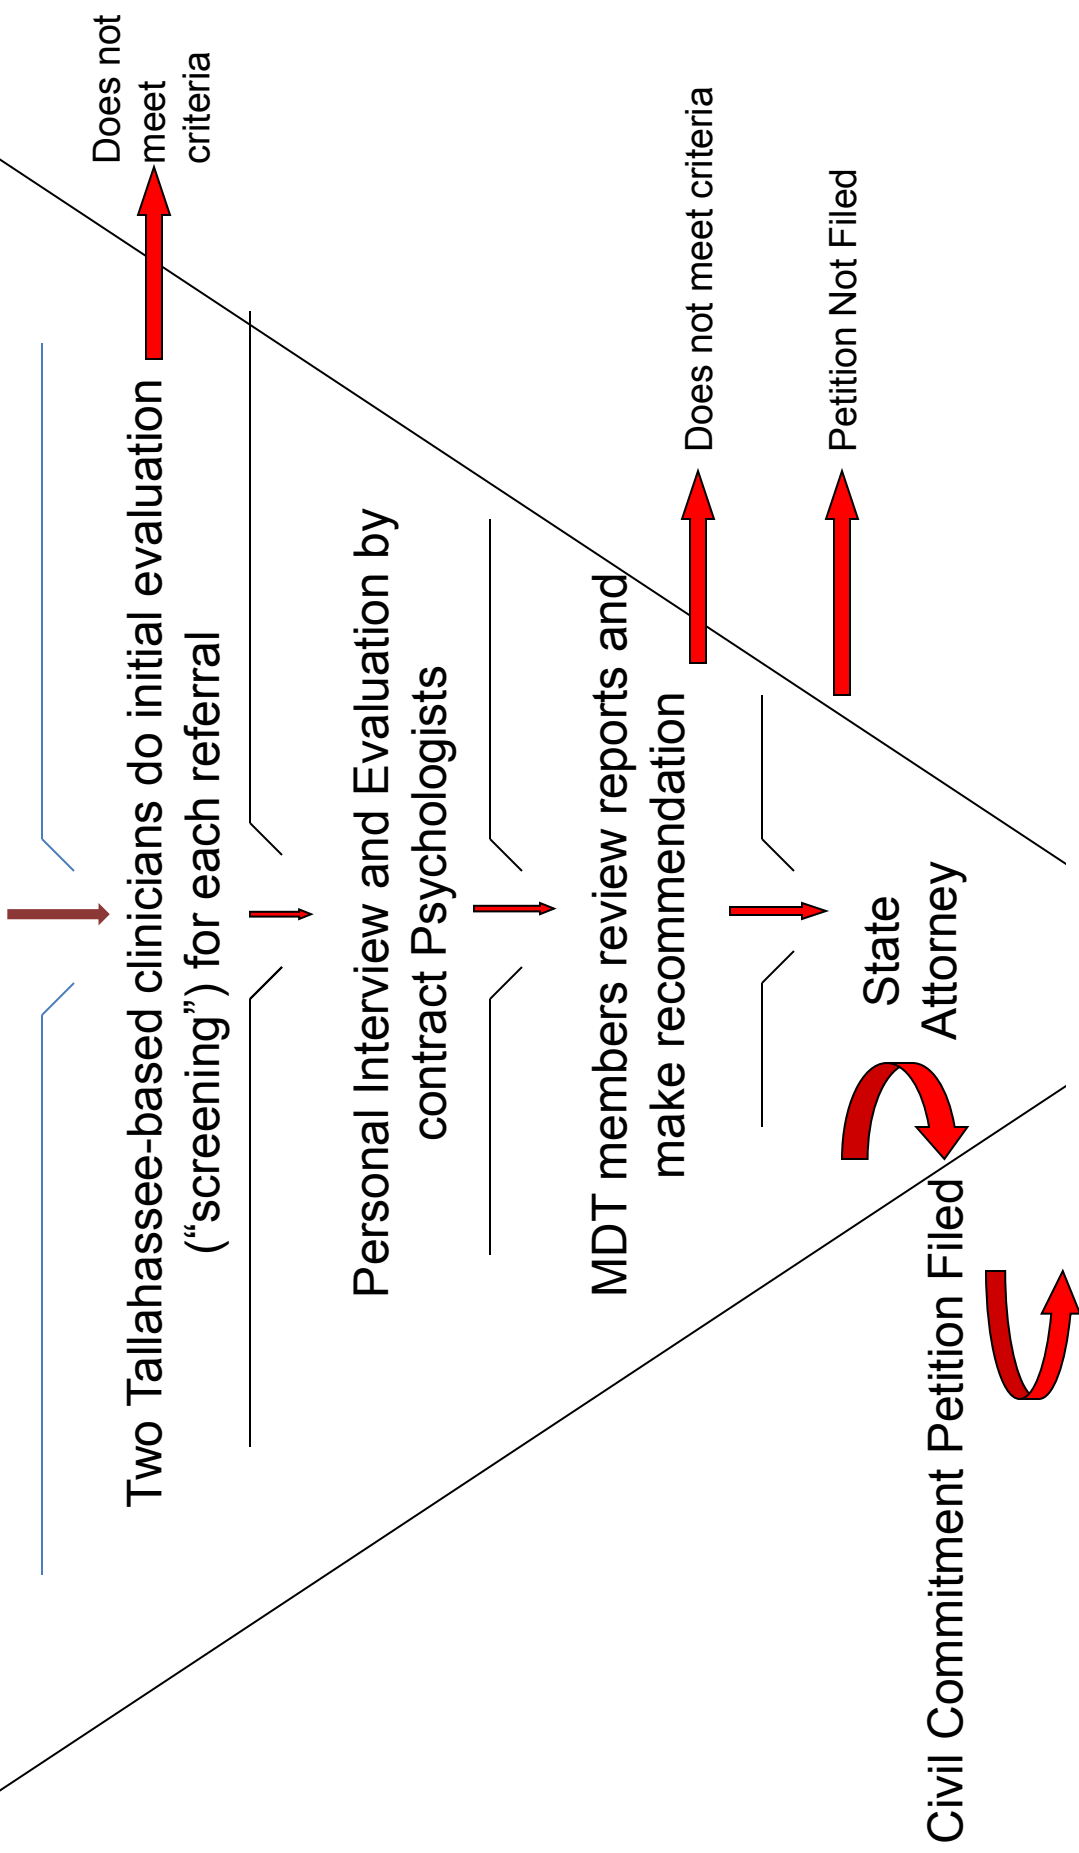 Does not
meet
criteria
Two Tallahassee-based clinicians do initial evaluation
(“screening”) for each referral
Personal Interview and Evaluation by
contract Psychologists
MDT members review reports and
make recommendation
Does not meet criteria
Petition Not Filed
State
Attorney
Civil Commitment Petition Filed